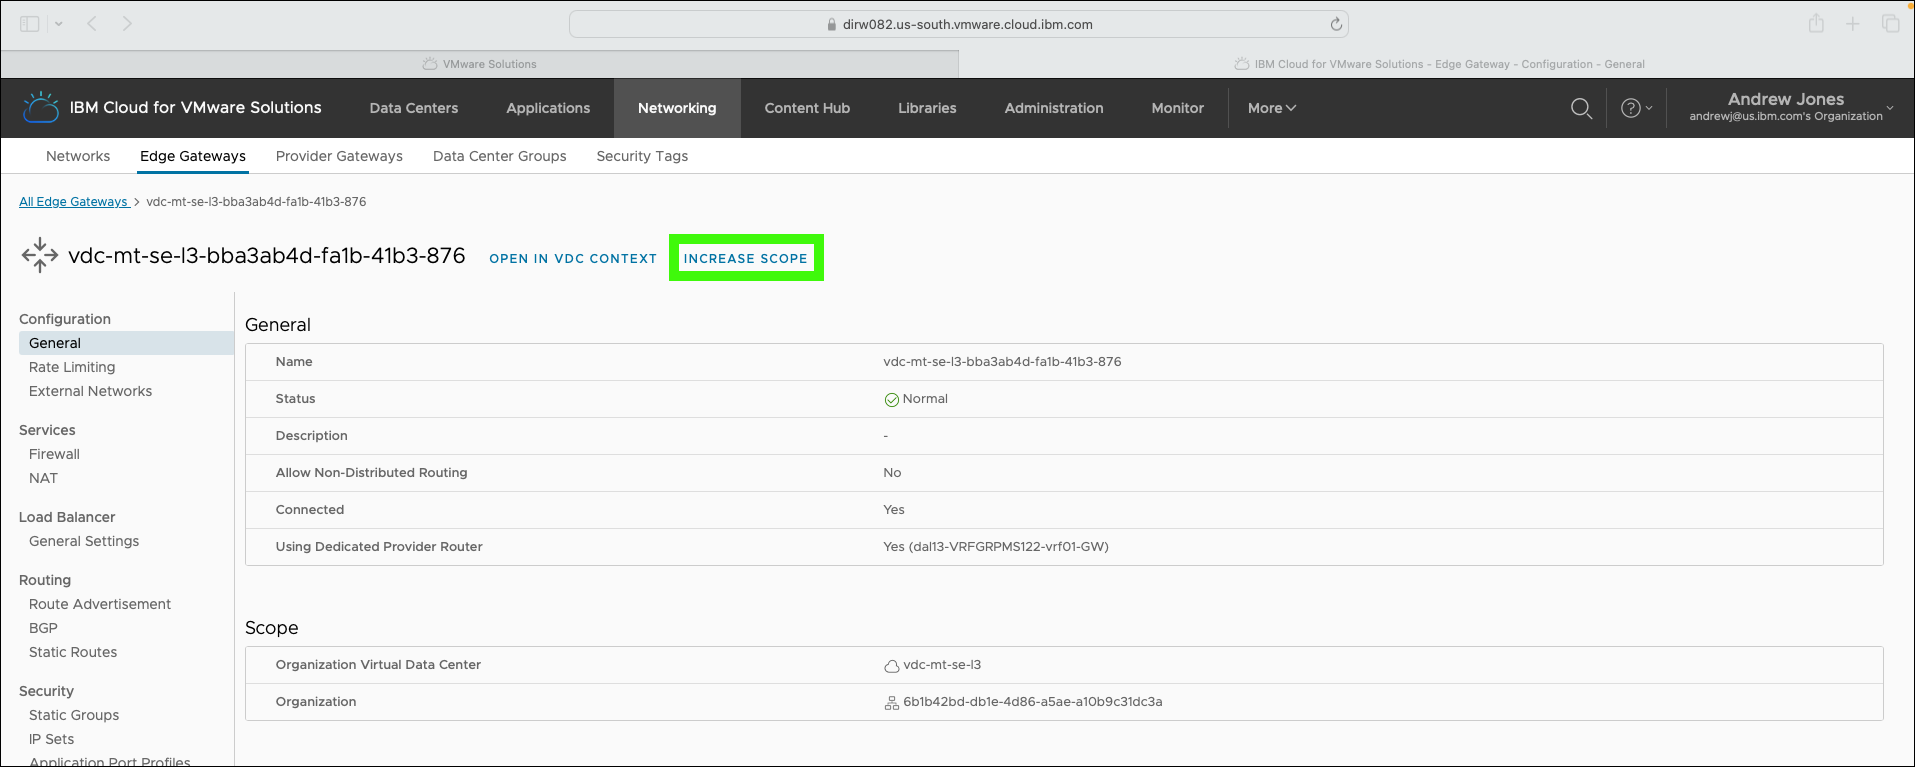 dirw082.us-south.vmware.cloud.ibm.com
VMware Solutions
IBM Cloud for VMware Solutions - Edge Gateway - Configuration - General
IBM Cloud for VMware Solutions
Data Centers
Applications
Networking
Content Hub
Libraries
Administration
Monitor
More
Andrew Jones
andrewj@us.ibm.com's Organization
Networks
Edge Gateways
Provider Gateways
Data Center Groups
Security Tags
All Edge Gateways > vdc-mt-se-l3-bba3ab4d-fa1b-41b3-876
vdc-mt-se-l3-bba3ab4d-fa1b-41b3-876
OPEN IN VDC CONTEXT
INCREASE SCOPE
Configuration
General
Rate Limiting
External Networks
Services
Firewall
NAT
Load Balancer
General Settings
Routing
Route Advertisement
BGP
Static Routes
Security
Static Groups
IP Sets
Application Port Profiles
General
Name vdc-mt-se-l3-bba3ab4d-fa1b-41b3-876
Status Normal
Description -
Allow Non-Distributed Routing No
Connected Yes
Using Dedicated Provider Router Yes (dal13-VRFGRPMS122-vrf01-GW)
Scope
Organization Virtual Data Center vdc-mt-se-l3
Organization 6b1b42bd-db1e-4d86-a5ae-a10b9c31dc3a